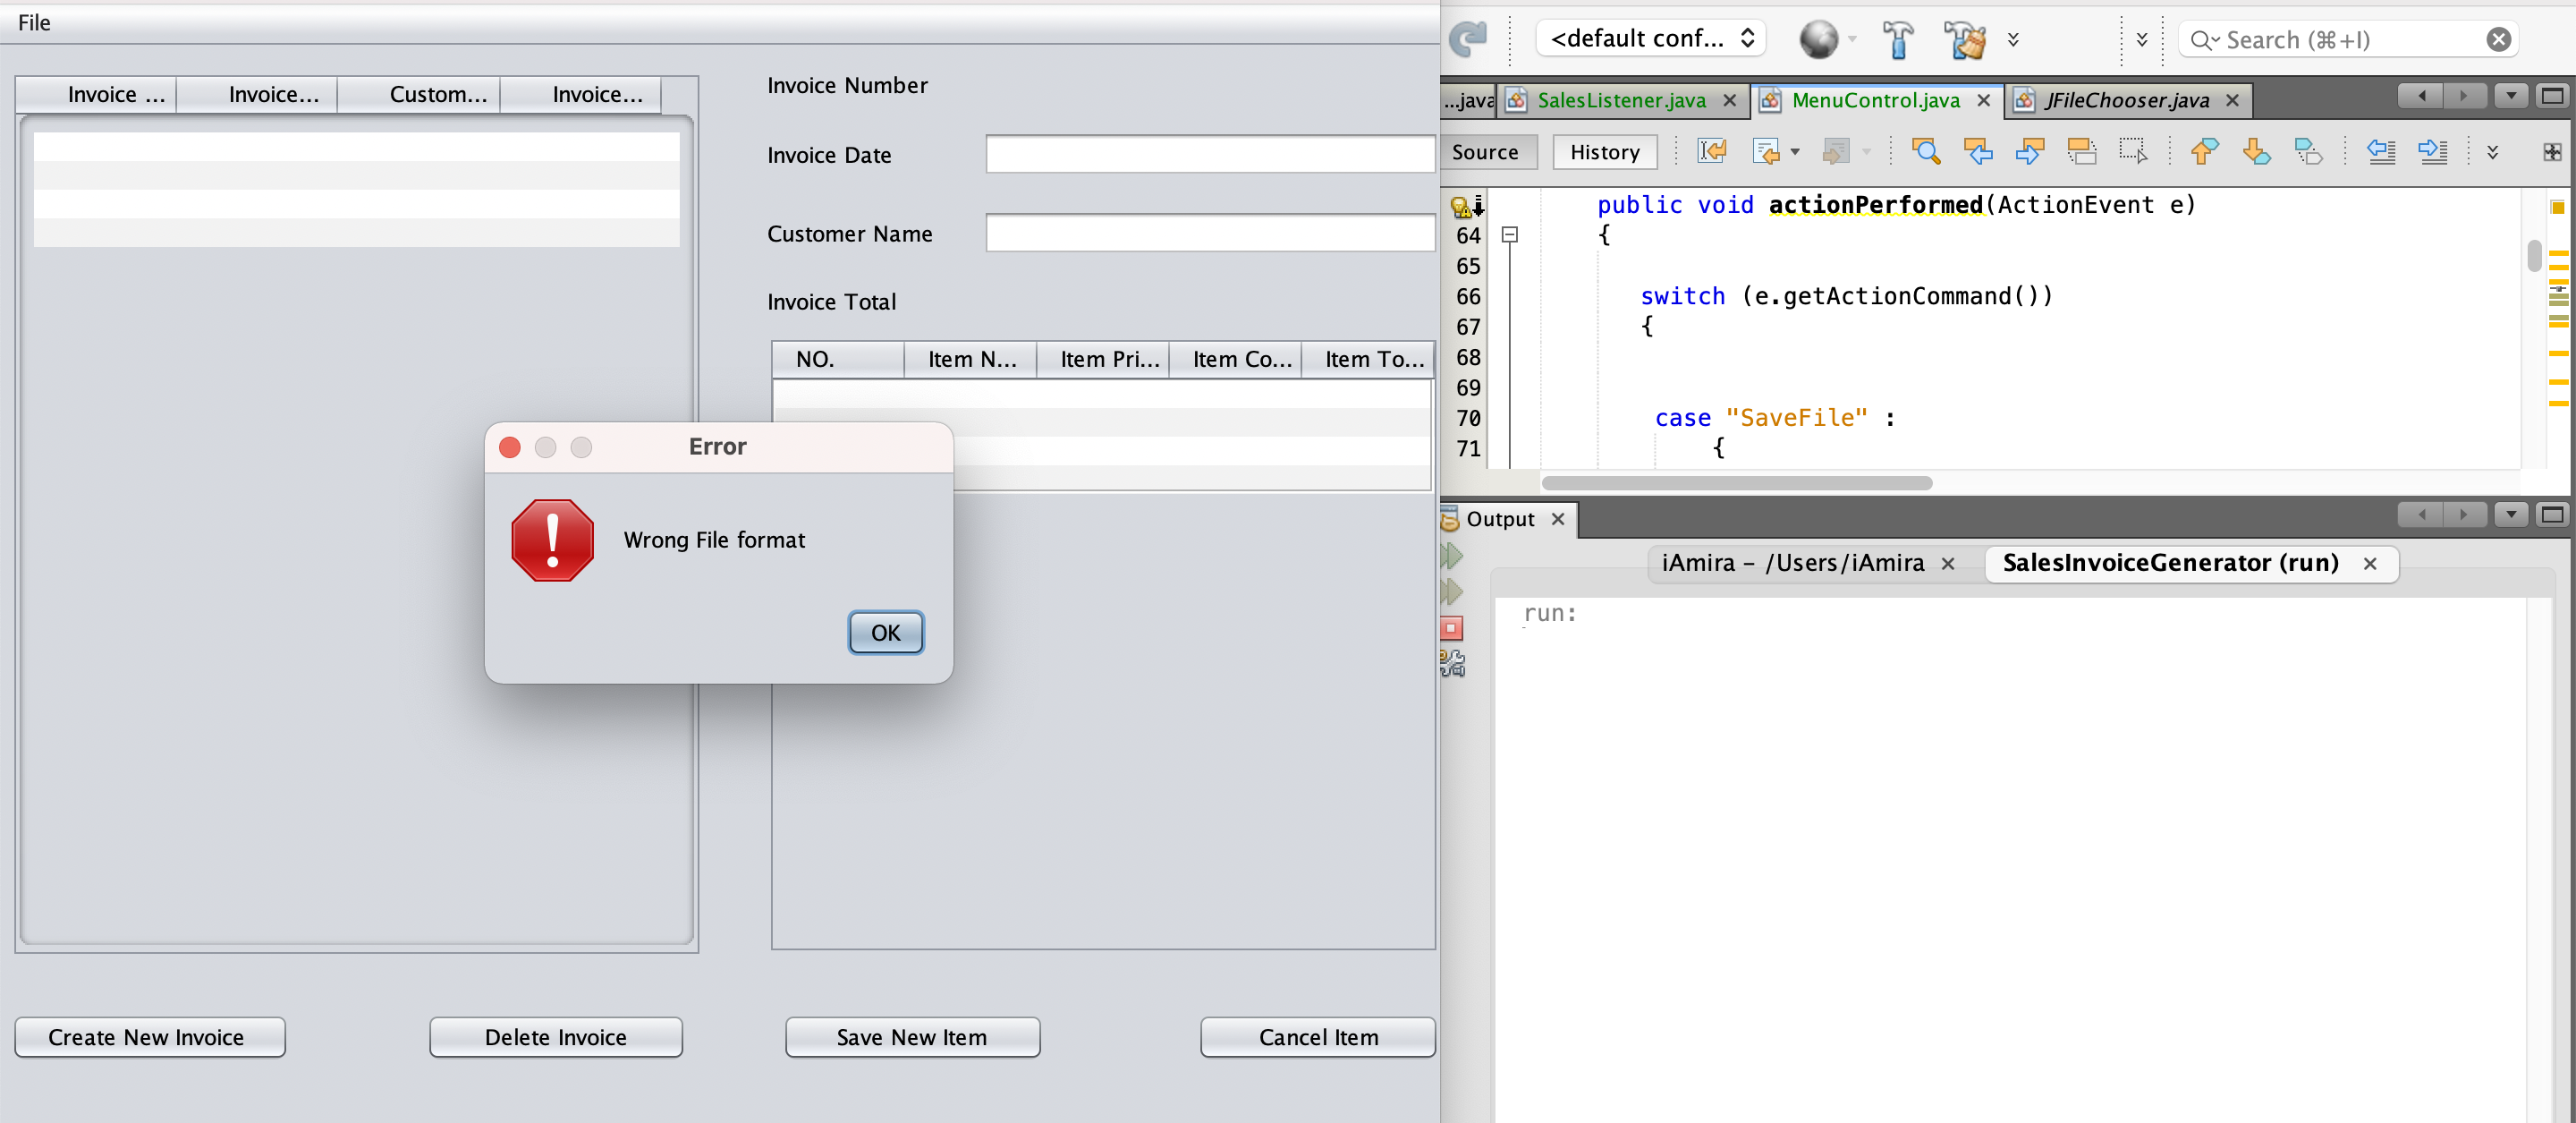 File
Invoice ...
Invoice...
Custom...
Invoice...
Invoice Number
Invoice Date
Customer Name
Invoice Total
NO.
Item N...
Item Pri...
Item Co...
Item To...
Error
Wrong File format
OK
Create New Invoice
Delete Invoice
Save New Item
Cancel Item
<default conf...
Search (⌘+I)
...java
SalesListener.java
MenuControl.java
JFileChooser.java
Source
History
public void actionPerformed(ActionEvent e)
64 {
65
66 switch (e.getActionCommand())
67 {
68
69
70 case "SaveFile" :
71 {
Output
iAmira – /Users/iAmira
SalesInvoiceGenerator (run)
run: